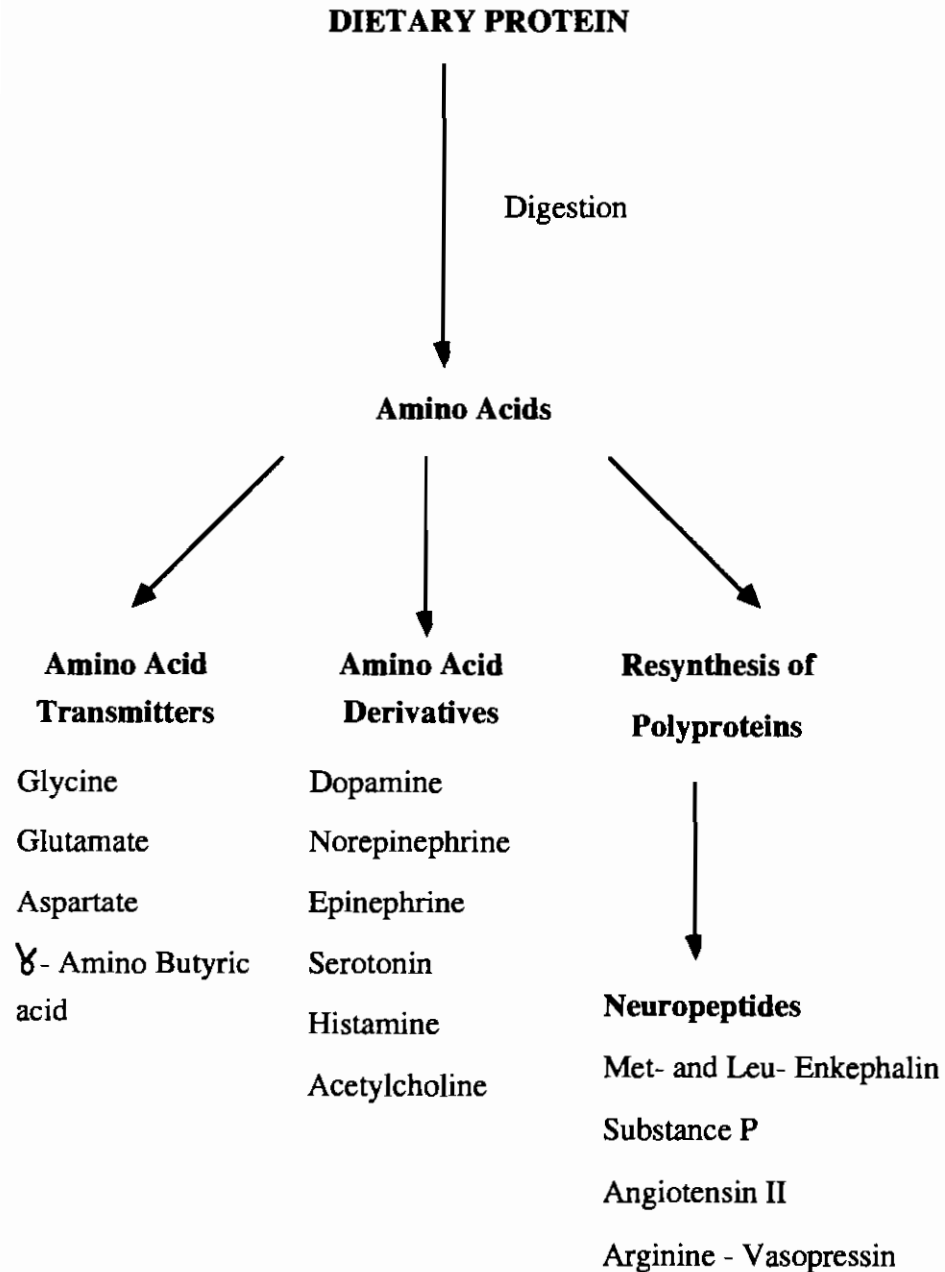 DIETARY PROTEIN
Digestion
Amino Acids
Amino Acid
Transmitters
Glycine
Glutamate
Aspartate
ɣ- Amino Butyric
acid
Amino Acid
Derivatives
Dopamine
Norepinephrine
Epinephrine
Serotonin
Histamine
Acetylcholine
Resynthesis of
Polyproteins
Neuropeptides
Met- and Leu- Enkephalin
Substance P
Angiotensin II
Arginine - Vasopressin